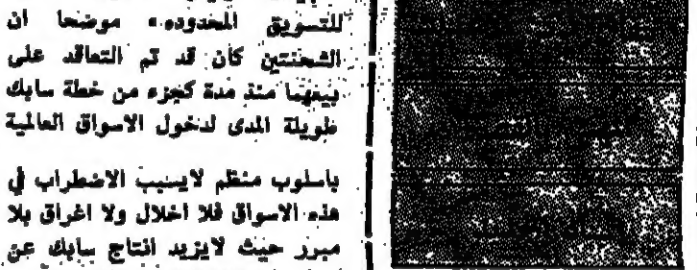 للتسويق المحدوده» موضحا ان
الشحنتين كان قد تم التعاقد على
بيعهما منذ مدة كجزء من خطة سابك
طويلة المدى لدخول الاسواق العالمية
باسلوب منظم لايسبب الاضطراب في
هذه الاسواق فلا اخلال ولا اغراق بلا
مبرر حيث لايزيد انتاج سابك عن